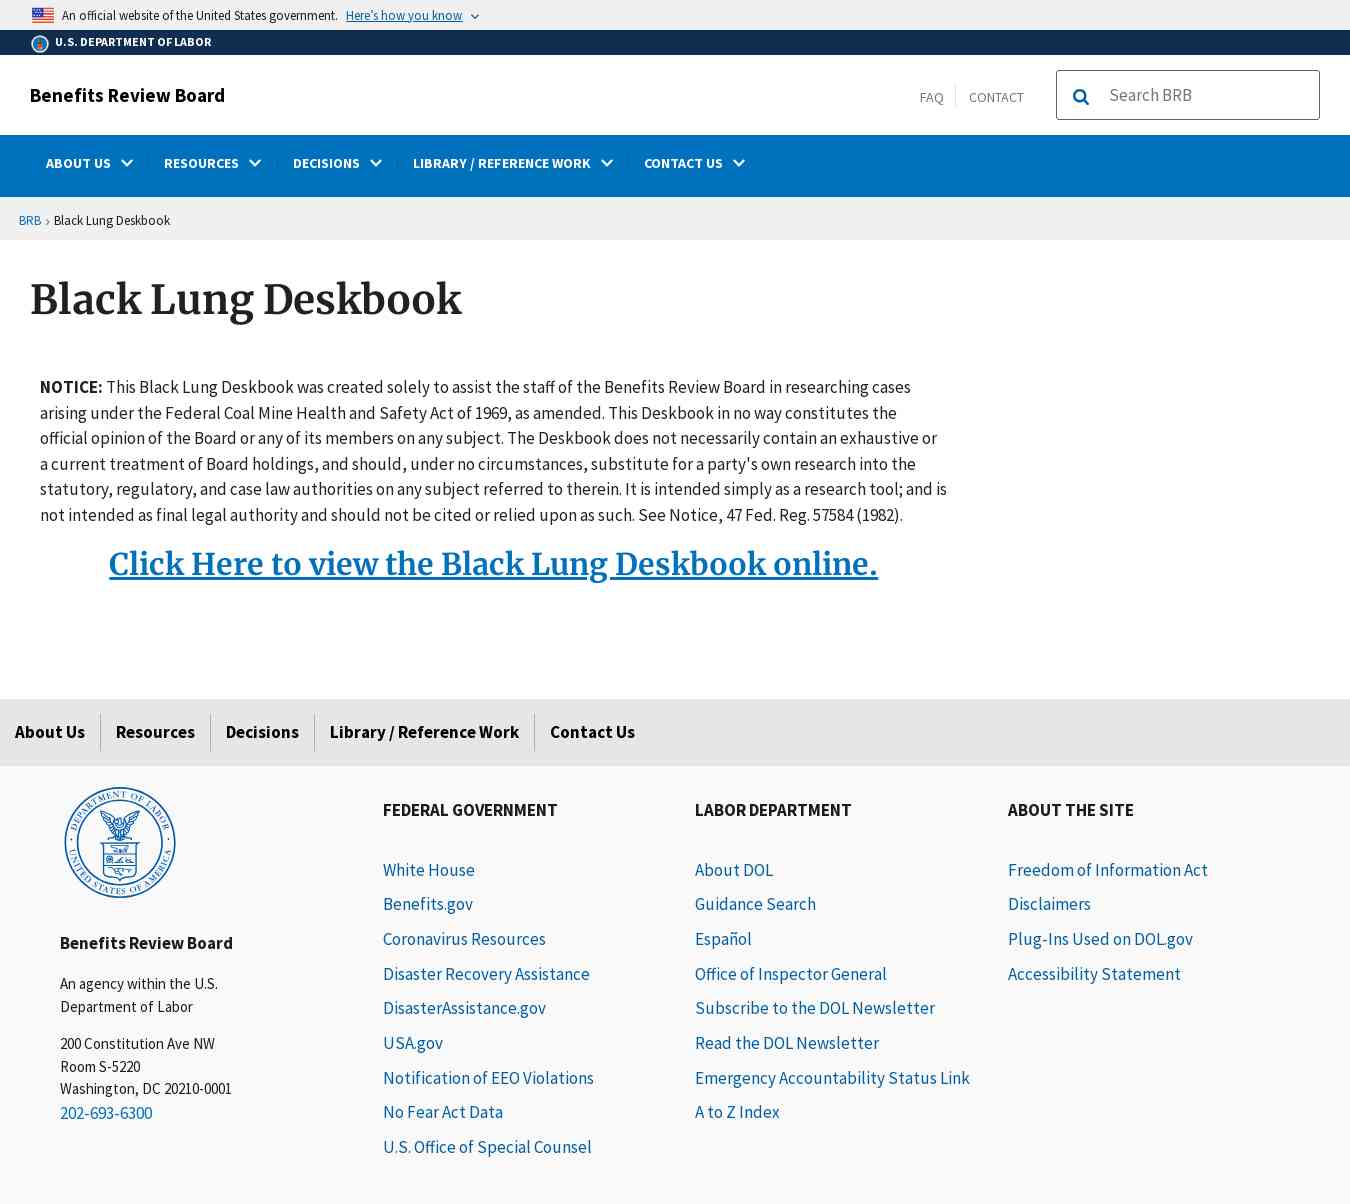 An official website of the United States government. Here's how you know
U.S. DEPARTMENT OF LABOR
Benefits Review Board
FAQ
CONTACT
Search BRB
ABOUT US
RESOURCES
DECISIONS
LIBRARY / REFERENCE WORK
CONTACT US
BRB › Black Lung Deskbook
Black Lung Deskbook
NOTICE: This Black Lung Deskbook was created solely to assist the staff of the Benefits Review Board in researching cases
arising under the Federal Coal Mine Health and Safety Act of 1969, as amended. This Deskbook in no way constitutes the
official opinion of the Board or any of its members on any subject. The Deskbook does not necessarily contain an exhaustive or
a current treatment of Board holdings, and should, under no circumstances, substitute for a party's own research into the
statutory, regulatory, and case law authorities on any subject referred to therein. It is intended simply as a research tool; and is
not intended as final legal authority and should not be cited or relied upon as such. See Notice, 47 Fed. Reg. 57584 (1982).
Click Here to view the Black Lung Deskbook online.
About Us
Resources
Decisions
Library / Reference Work
Contact Us
DEPARTMENT OF LABOR
UNITED STATES OF AMERICA
Benefits Review Board
An agency within the U.S.
Department of Labor
200 Constitution Ave NW
Room S-5220
Washington, DC 20210-0001
202-693-6300
FEDERAL GOVERNMENT
White House
Benefits.gov
Coronavirus Resources
Disaster Recovery Assistance
DisasterAssistance.gov
USA.gov
Notification of EEO Violations
No Fear Act Data
U.S. Office of Special Counsel
LABOR DEPARTMENT
About DOL
Guidance Search
Español
Office of Inspector General
Subscribe to the DOL Newsletter
Read the DOL Newsletter
Emergency Accountability Status Link
A to Z Index
ABOUT THE SITE
Freedom of Information Act
Disclaimers
Plug-Ins Used on DOL.gov
Accessibility Statement